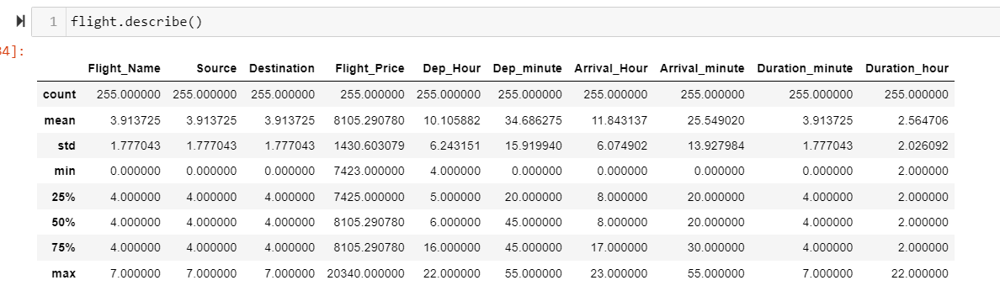 1 flight.describe()
34]:
Flight_Name Source Destination Flight_Price Dep_Hour Dep_minute Arrival_Hour Arrival_minute Duration_minute Duration_hour
count 255.000000 255.000000 255.000000 255.000000 255.000000 255.000000 255.000000 255.000000 255.000000 255.000000
mean 3.913725 3.913725 3.913725 8105.290780 10.105882 34.686275 11.843137 25.549020 3.913725 2.564706
std 1.777043 1.777043 1.777043 1430.603079 6.243151 15.919940 6.074902 13.927984 1.777043 2.026092
min 0.000000 0.000000 0.000000 7423.000000 4.000000 0.000000 0.000000 0.000000 0.000000 2.000000
25% 4.000000 4.000000 4.000000 7425.000000 5.000000 20.000000 8.000000 20.000000 4.000000 2.000000
50% 4.000000 4.000000 4.000000 8105.290780 6.000000 45.000000 8.000000 20.000000 4.000000 2.000000
75% 4.000000 4.000000 4.000000 8105.290780 16.000000 45.000000 17.000000 30.000000 4.000000 2.000000
max 7.000000 7.000000 7.000000 20340.000000 22.000000 55.000000 23.000000 55.000000 7.000000 22.000000